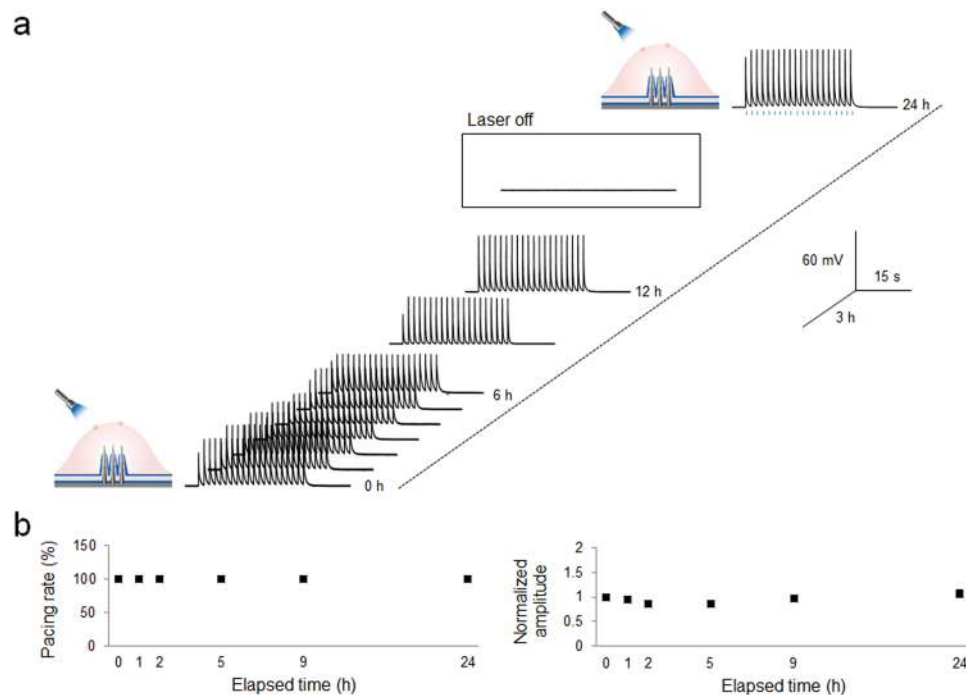 a
24 h
Laser off
60 mV
15 s
3 h
12 h
6 h
0 h
b
Pacing rate (%)
150
100
50
0
0 1 2 5 9 24
Elapsed time (h)
Normalized
amplitude
2
1.5
1
0.5
0
0 1 2 5 9 24
Elapsed time (h)